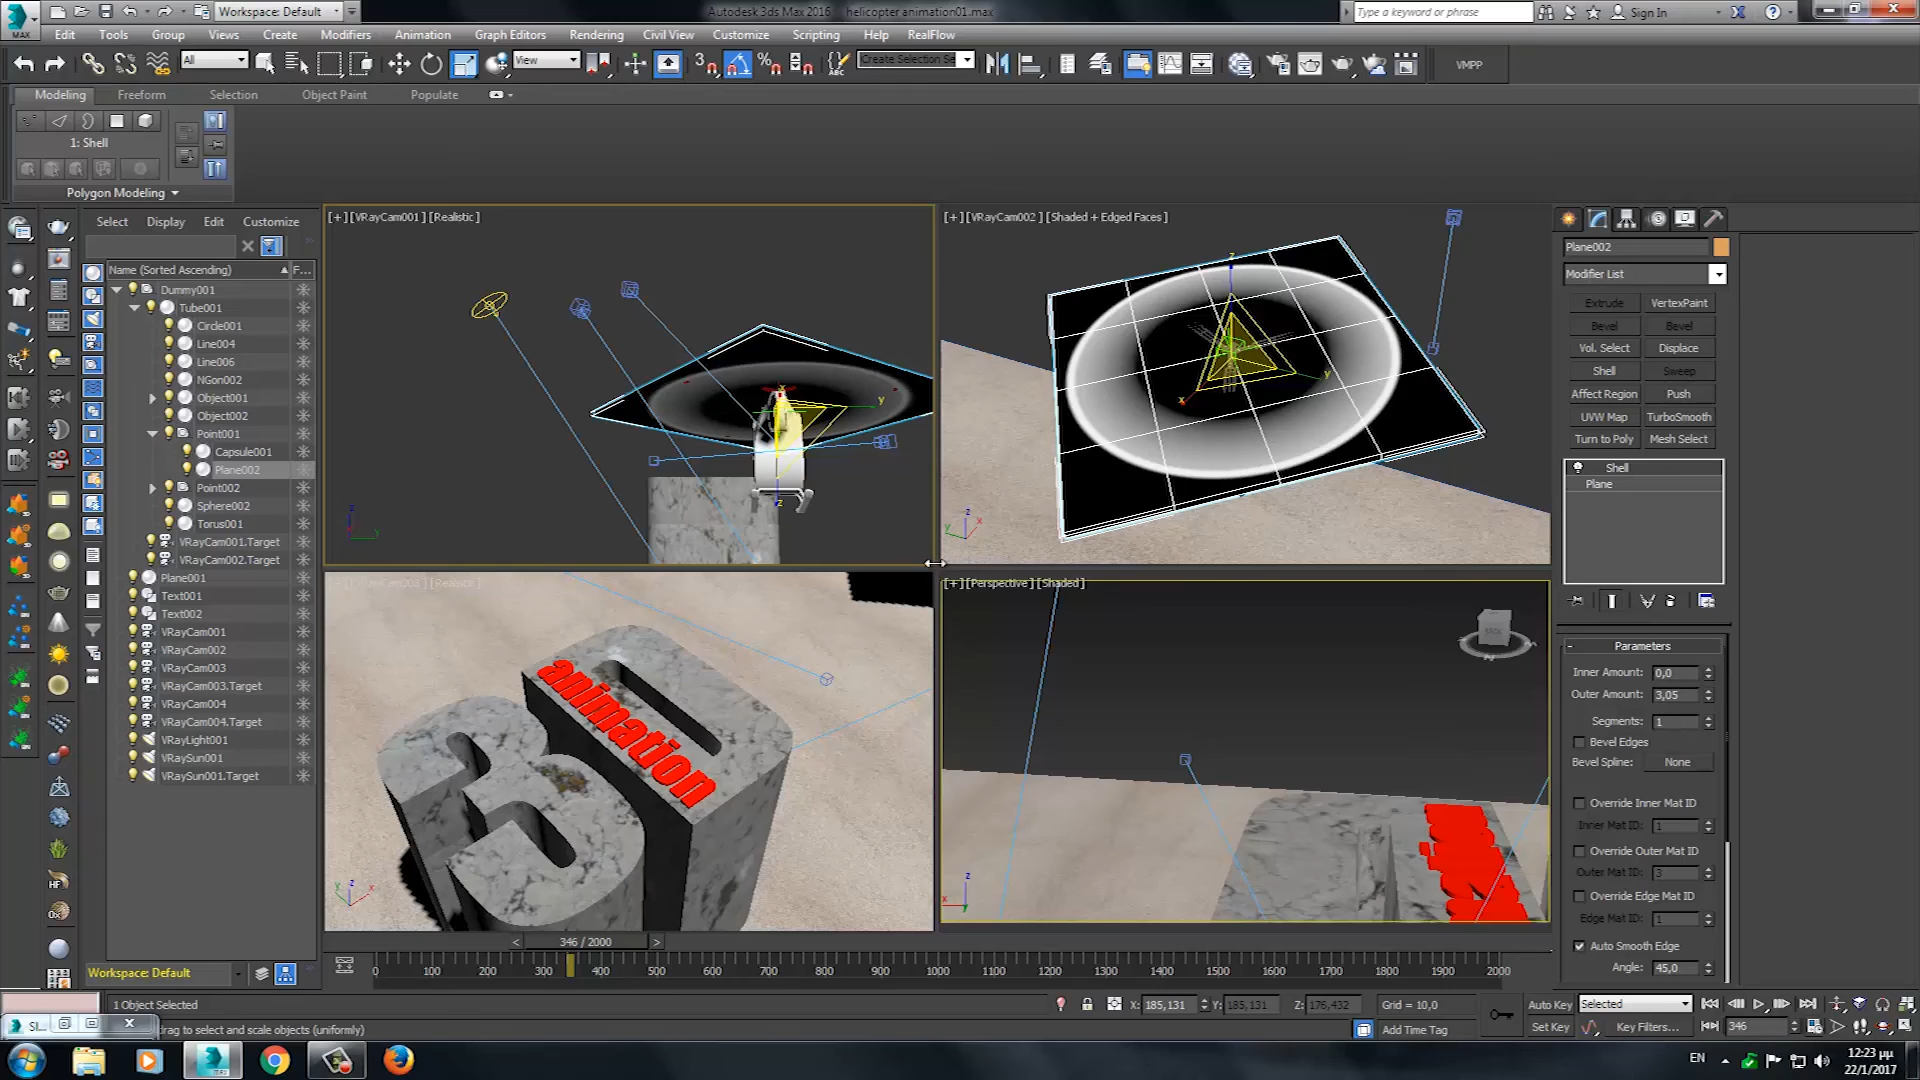 Workspace: Default
Autodesk 3ds Max 2016    helicopter animation01.max
Type a keyword or phrase
Sign In
MAX
Edit  Tools  Group  Views  Create  Modifiers  Animation  Graph Editors  Rendering  Civil View  Customize  Scripting  Help  RealFlow
All
View
Create Selection Se
VMPP
Modeling  Freeform  Selection  Object Paint  Populate
1: Shell
Polygon Modeling
Select  Display  Edit  Customize
Name (Sorted Ascending)  F...
Dummy001
Tube001
Circle001
Line004
Line006
NGon002
Object001
Object002
Point001
Capsule001
Plane002
Point002
Sphere002
Torus001
VRayCam001.Target
VRayCam002.Target
Plane001
Text001
Text002
VRayCam001
VRayCam002
VRayCam003
VRayCam003.Target
VRayCam004
VRayCam004.Target
VRayLight001
VRaySun001
VRaySun001.Target
Workspace: Default
[+] [VRayCam001] [Realistic]
[+] [VRayCam002] [Shaded + Edged Faces]
[Realistic]
[+] [Perspective] [Shaded]
3D
animation
Plane002
Modifier List
Extrude  VertexPaint
Bevel  Bevel
Vol. Select  Displace
Shell  Sweep
Affect Region  Push
UVW Map  TurboSmooth
Turn to Poly  Mesh Select
Shell
Plane
Parameters
Inner Amount: 0,0
Outer Amount: 3,05
Segments: 1
Bevel Edges
Bevel Spline: None
Override Inner Mat ID
Inner Mat ID: 1
Override Outer Mat ID
Outer Mat ID: 3
Override Edge Mat ID
Edge Mat ID: 1
Auto Smooth Edge
Angle: 45,0
< 346 / 2000 >
0  100  200  300  400  500  600  700  800  900  1000  1100  1200  1300  1400  1500  1600  1700  1800  1900  2000
1 Object Selected
X: 185,131  Y: 185,131  Z: 176,432  Grid = 10,0
Auto Key  Selected
drag to select and scale objects (uniformly)
Add Time Tag
Set Key  Key Filters...  346
EN
12:23 μμ
22/1/2017